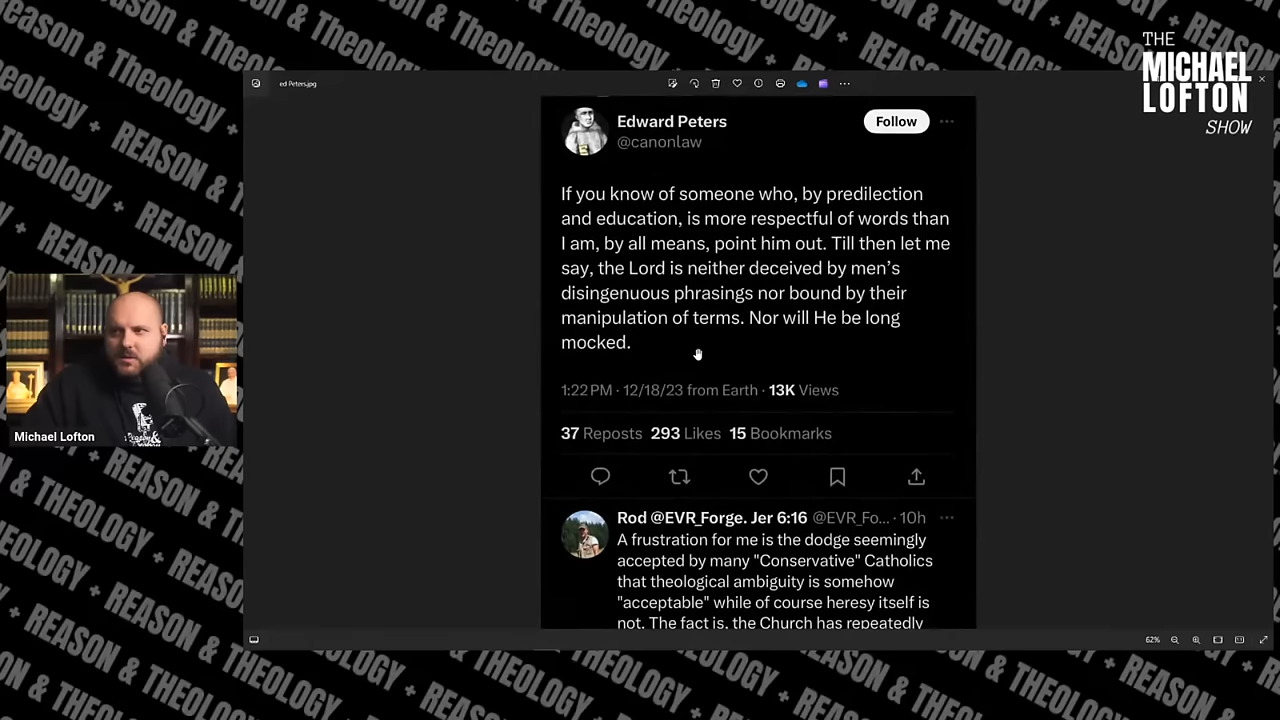 THE
MICHAEL
LOFTON
SHOW
ed Peters.jpg
Edward Peters
@canonlaw
Follow
If you know of someone who, by predilection
and education, is more respectful of words than
I am, by all means, point him out. Till then let me
say, the Lord is neither deceived by men’s
disingenuous phrasings nor bound by their
manipulation of terms. Nor will He be long
mocked.
1:22 PM · 12/18/23 from Earth · 13K Views
37 Reposts 293 Likes 15 Bookmarks
Rod @EVR_Forge. Jer 6:16 @EVR_Fo... · 10h
A frustration for me is the dodge seemingly
accepted by many "Conservative" Catholics
that theological ambiguity is somehow
"acceptable" while of course heresy itself is
not. The fact is, the Church has repeatedly
Michael Lofton
62%
REASON & THEOLOGY + REASON & THEOLOGY